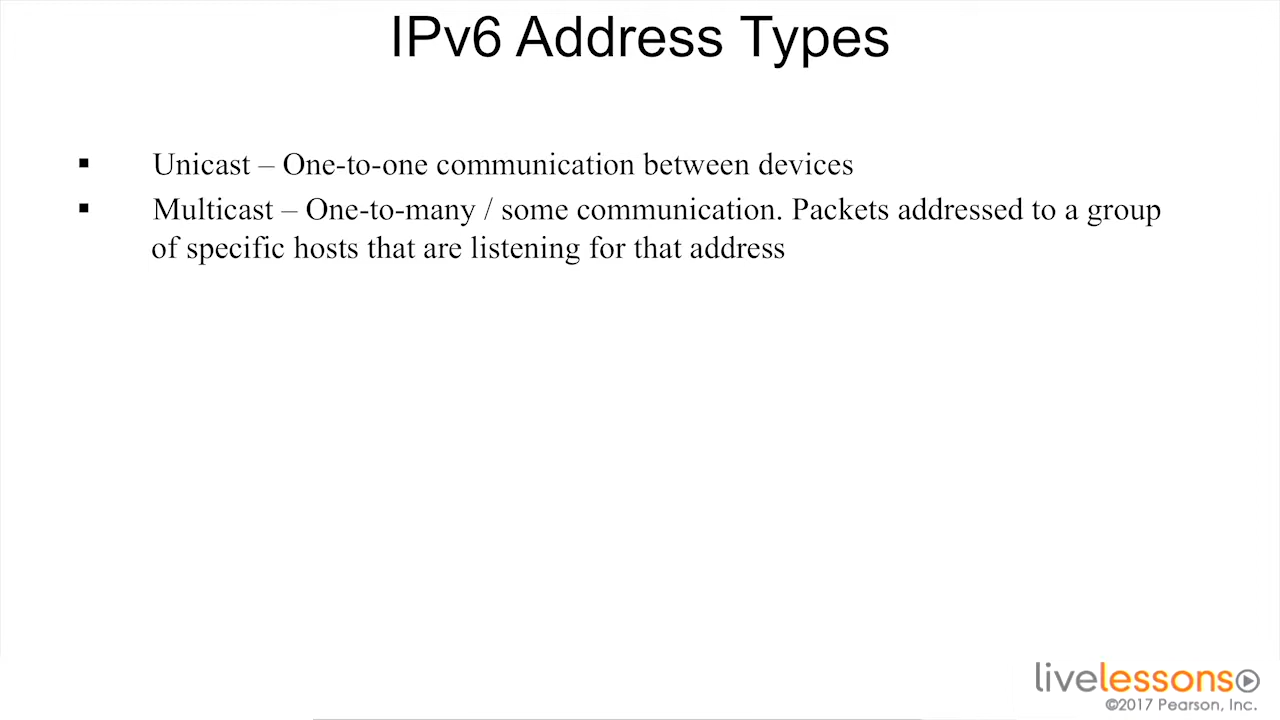 IPv6 Address Types
▪ Unicast – One-to-one communication between devices
▪ Multicast – One-to-many / some communication. Packets addressed to a group
of specific hosts that are listening for that address
livelessons
©2017 Pearson, Inc.